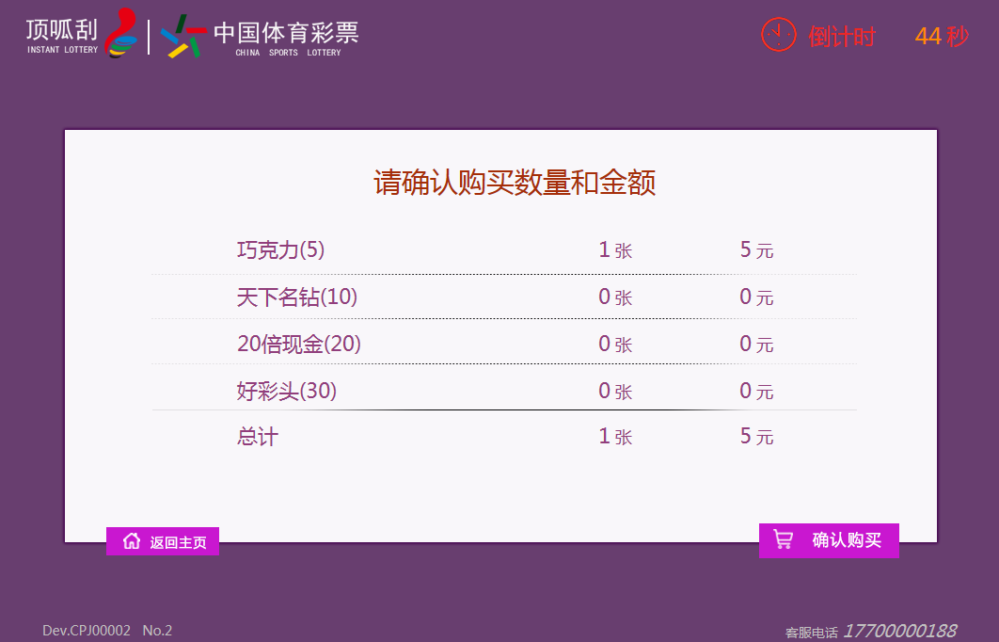 顶呱刮
INSTANT LOTTERY
中国体育彩票
CHINA SPORTS LOTTERY
倒计时 44 秒
请确认购买数量和金额
巧克力(5) 1 张 5 元
天下名钻(10) 0 张 0 元
20倍现金(20) 0 张 0 元
好彩头(30) 0 张 0 元
总计 1 张 5 元
返回主页
确认购买
Dev.CPJ00002 No.2
客服电话 17700000188